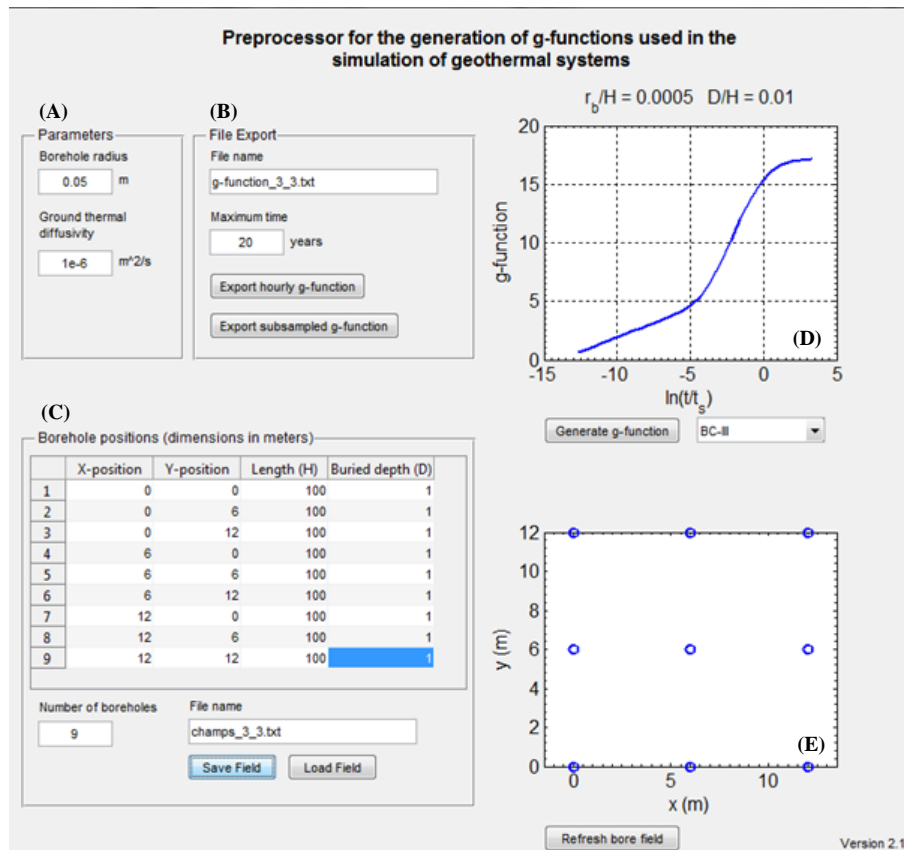 Preprocessor for the generation of g-functions used in the
simulation of geothermal systems
(A)
Parameters
Borehole radius
0.05 m
Ground thermal
diffusivity
1e-6 m^2/s
(B)
File Export
File name
g-function_3_3.txt
Maximum time
20 years
Export hourly g-function
Export subsampled g-function
r_b/H = 0.0005 D/H = 0.01
20
15
10
5
0
g-function
(D)
-15 -10 -5 0 5
ln(t/t_s)
Generate g-function BC-III
(C)
Borehole positions (dimensions in meters)
X-position Y-position Length (H) Buried depth (D)
1 0 0 100 1
2 0 6 100 1
3 0 12 100 1
4 6 0 100 1
5 6 6 100 1
6 6 12 100 1
7 12 0 100 1
8 12 6 100 1
9 12 12 100 1
Number of boreholes
9
File name
champs_3_3.txt
Save Field Load Field
12
10
8
6
4
2
0
y (m)
(E)
0 5 10
x (m)
Refresh bore field
Version 2.1